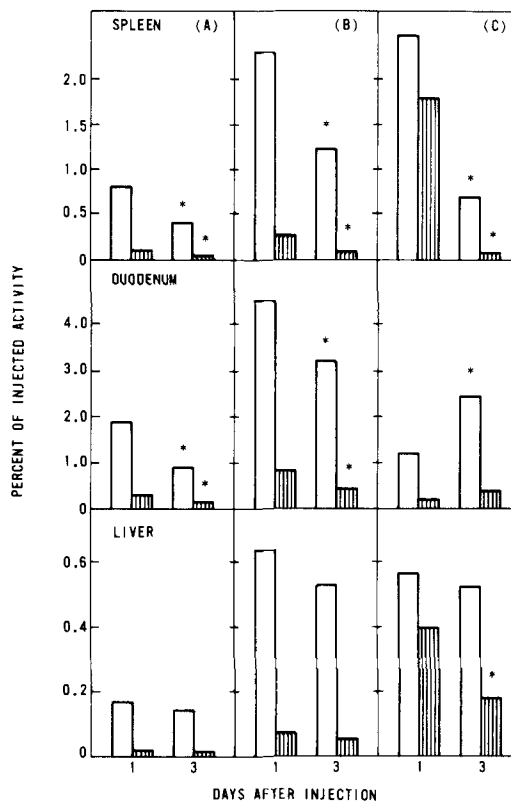 SPLEEN (A) (B) (C)
2.0
1.5
1.0
0.5
0
* * * * * *
DUODENUM
4.0
3.0
2.0
1.0
0
* * * * *
LIVER
0.6
0.4
0.2
0
*
1 3 1 3 1 3
DAYS AFTER INJECTION
PERCENT OF INJECTED ACTIVITY